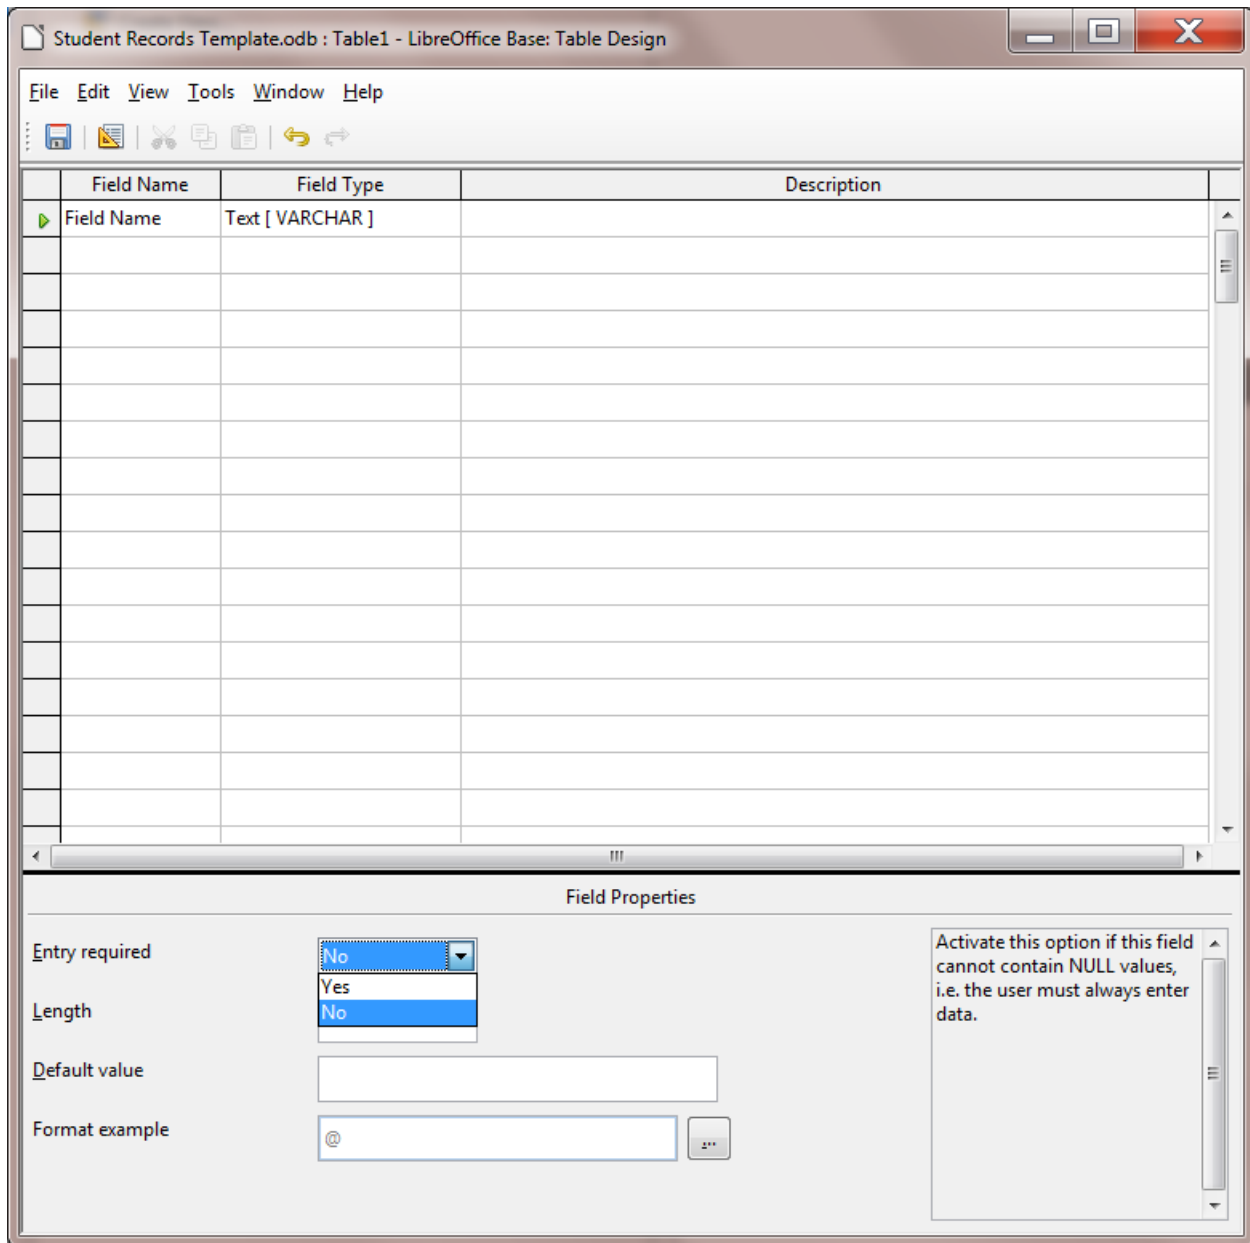 Student Records Template.odb : Table1 - LibreOffice Base: Table Design
File Edit View Tools Window Help
Field Name Field Type Description
Field Name Text [ VARCHAR ]
Field Properties
Entry required No
Yes
No
Length
Default value
Format example @ ...
Activate this option if this field
cannot contain NULL values,
i.e. the user must always enter
data.